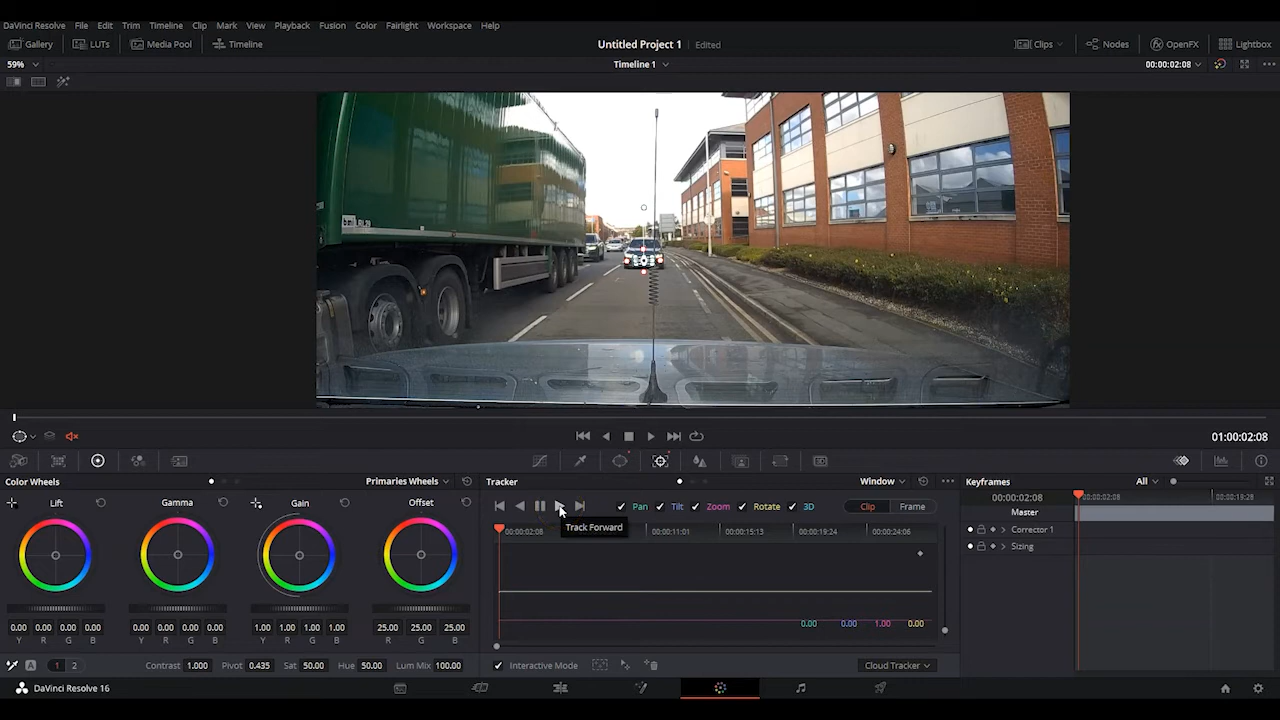 DaVinci Resolve File Edit Trim Timeline Clip Mark View Playback Fusion Color Fairlight Workspace Help
Gallery LUTs Media Pool Timeline Untitled Project 1 Edited Clips Nodes OpenFX Lightbox
59% Timeline 1 00:00:02:08
01:00:02:08
Color Wheels Primaries Wheels Tracker Window Keyframes All
Lift Gamma Gain Offset Pan Tilt Zoom Rotate 3D Clip Frame 00:00:02:08 00:00:02:08 00:00:19:28
Master
Track Forward
00:00:02:08 00:00:11:01 00:00:15:13 00:00:19:24 00:00:24:06
Corrector 1
Sizing
0.00 0.00 1.00 0.00
0.00 0.00 0.00 0.00 0.00 0.00 0.00 0.00 1.00 1.00 1.00 1.00 25.00 25.00 25.00
Y R G B Y R G B Y R G B R G B
A 1 2 Contrast 1.000 Pivot 0.435 Sat 50.00 Hue 50.00 Lum Mix 100.00 Interactive Mode Cloud Tracker
DaVinci Resolve 16